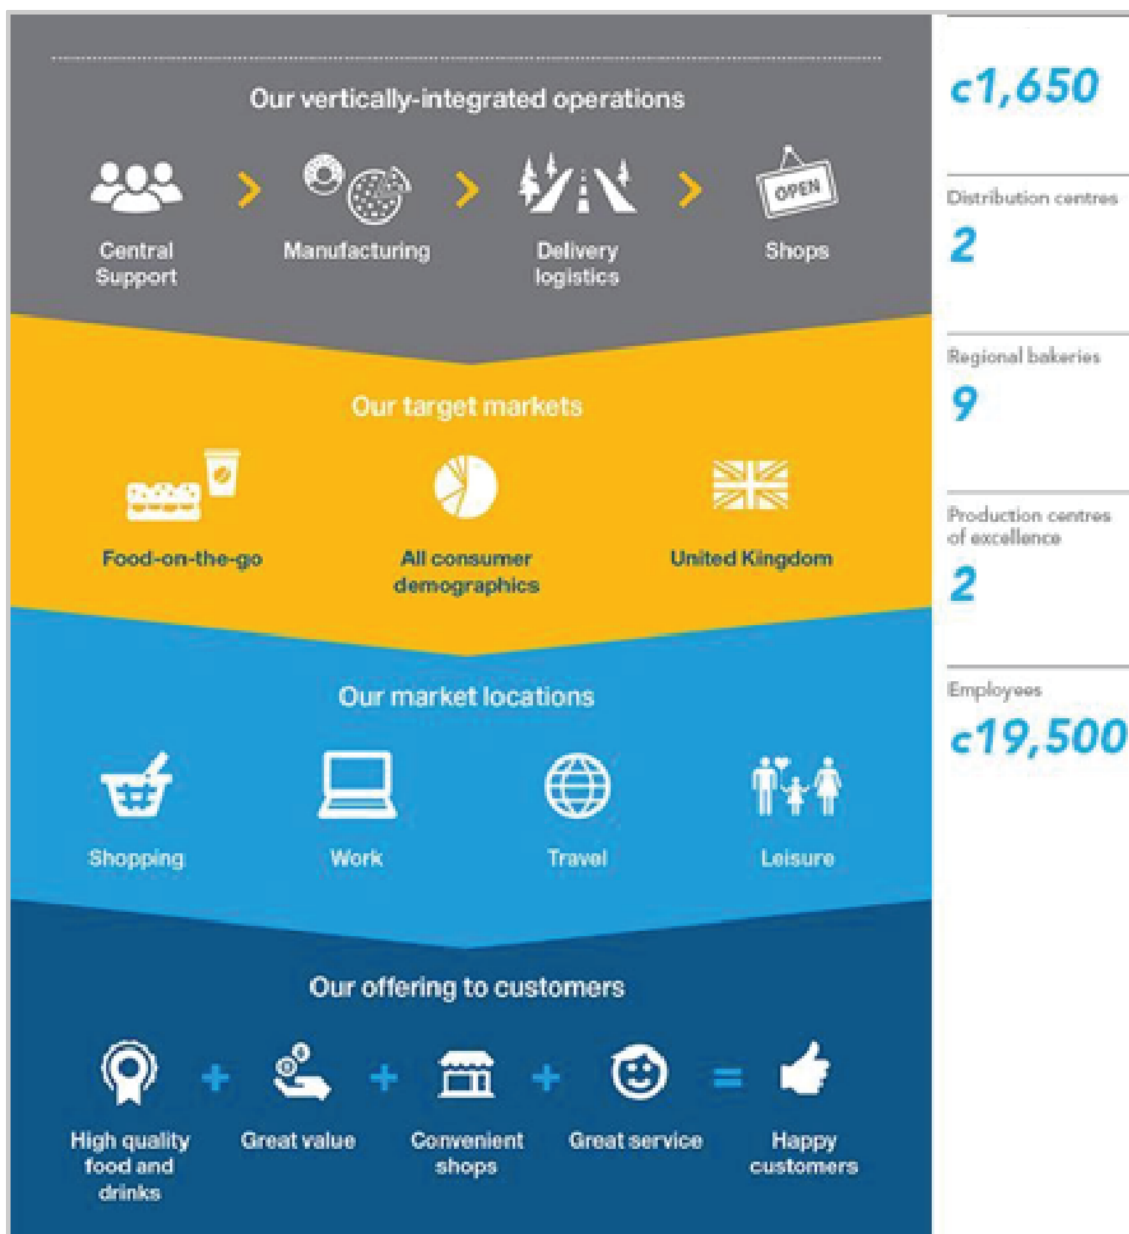 Our vertically-integrated operations
Central
Support
Manufacturing
Delivery
logistics
OPEN
Shops
Our target markets
Food-on-the-go
All consumer
demographics
United Kingdom
Our market locations
Shopping
Work
Travel
Leisure
Our offering to customers
High quality
food and
drinks
+
Great value
+
Convenient
shops
+
Great service
=
Happy
customers
c1,650
Distribution centres
2
Regional bakeries
9
Production centres
of excellence
2
Employees
c19,500